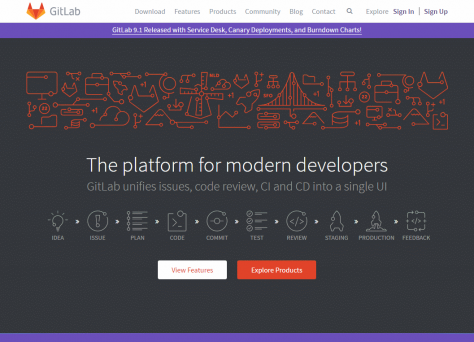 GitLab
Download Features Products Community Blog Contact Explore Sign In | Sign Up
GitLab 9.1 Released with Service Desk, Canary Deployments, and Burndown Charts!
The platform for modern developers
GitLab unifies issues, code review, CI and CD into a single UI
IDEA ISSUE PLAN CODE COMMIT TEST REVIEW STAGING PRODUCTION FEEDBACK
View Features Explore Products